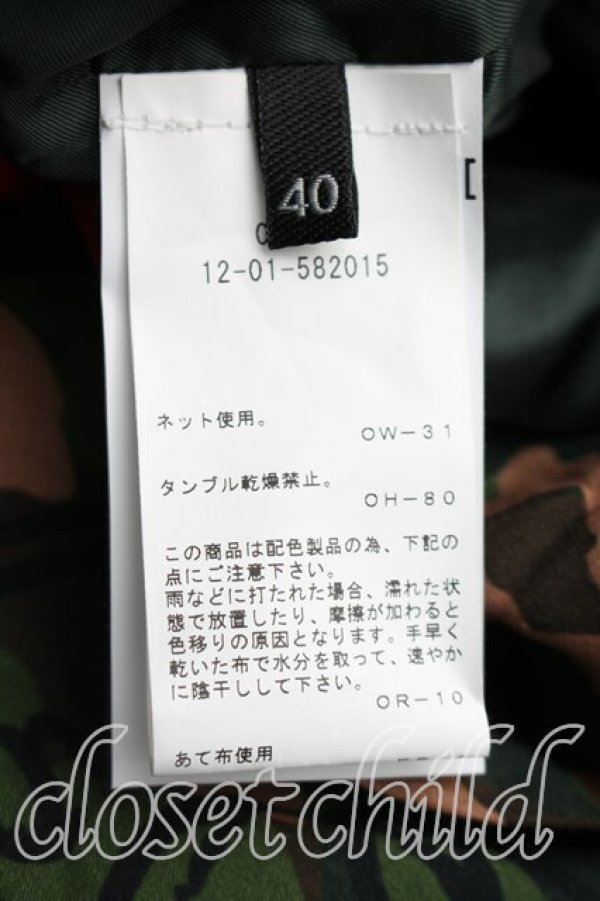 40
12-01-582015
ネット使用。
OW-31
タンブル乾燥禁止。
OH-80
この商品は配色製品の為、下記の
点にご注意下さい。
雨などに打たれた場合、濡れた状
態で放置したり、摩擦が加わると
色移りの原因となります。手早く
乾いた布で水分を取って、速やか
に陰干しして下さい。
OR-10
あて布使用
closet child